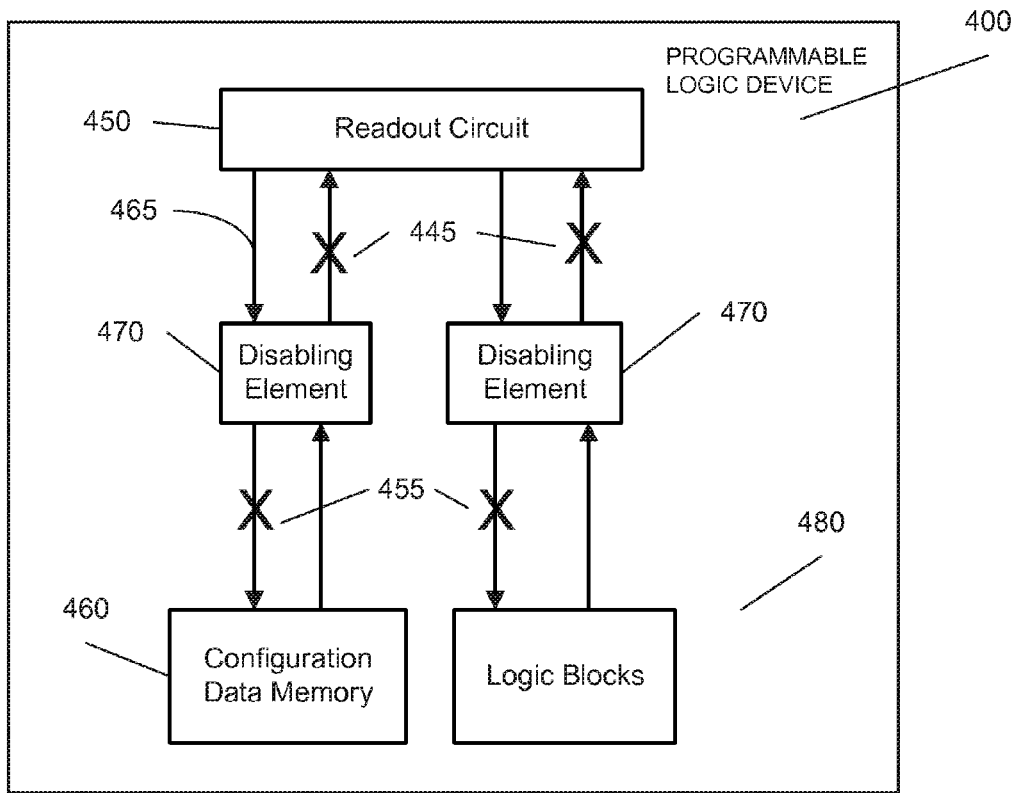 400
PROGRAMMABLE
LOGIC DEVICE
450
Readout Circuit
465
445
470
Disabling
Element
Disabling
Element
470
455
480
460
Configuration
Data Memory
Logic Blocks